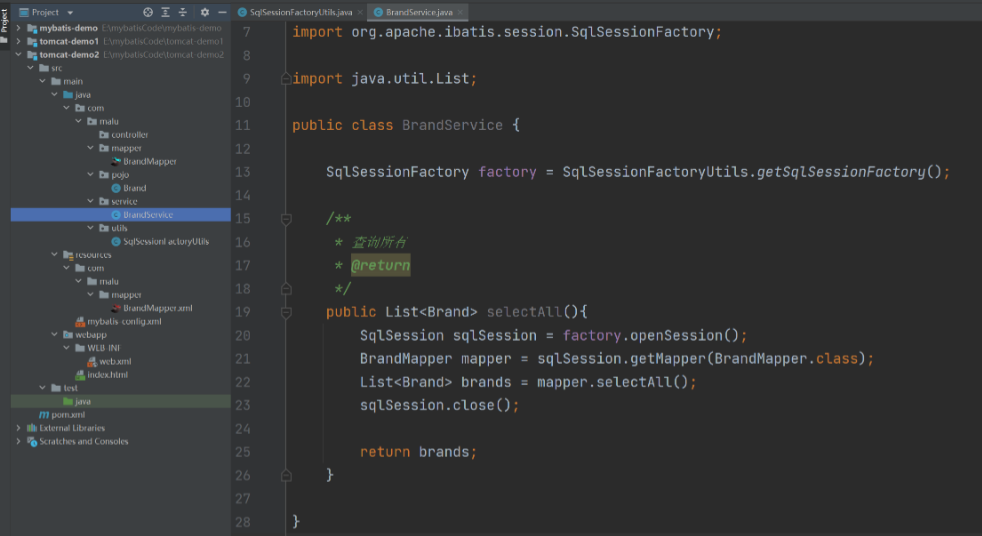 Project
SqlSessionFactoryUtils.java
BrandService.java
Project
mybatis-demo E:\mybatisCode\mybatis-demo
tomcat-demo1 E:\mybatisCode\tomcat-demo1
tomcat-demo2 E:\mybatisCode\tomcat-demo2
src
main
java
com
malu
controller
mapper
BrandMapper
pojo
Brand
service
BrandService
utils
SqlSessionFactoryUtils
resources
com
malu
mapper
BrandMapper.xml
mybatis-config.xml
webapp
WEB-INF
web.xml
index.html
test
java
pom.xml
External Libraries
Scratches and Consoles
7 import org.apache.ibatis.session.SqlSessionFactory;
8
9 import java.util.List;
10
11 public class BrandService {
12
13 SqlSessionFactory factory = SqlSessionFactoryUtils.getSqlSessionFactory();
14
15 /**
16 * 查询所有
17 * @return
18 */
19 public List<Brand> selectAll(){
20 SqlSession sqlSession = factory.openSession();
21 BrandMapper mapper = sqlSession.getMapper(BrandMapper.class);
22 List<Brand> brands = mapper.selectAll();
23 sqlSession.close();
24
25 return brands;
26 }
27
28 }